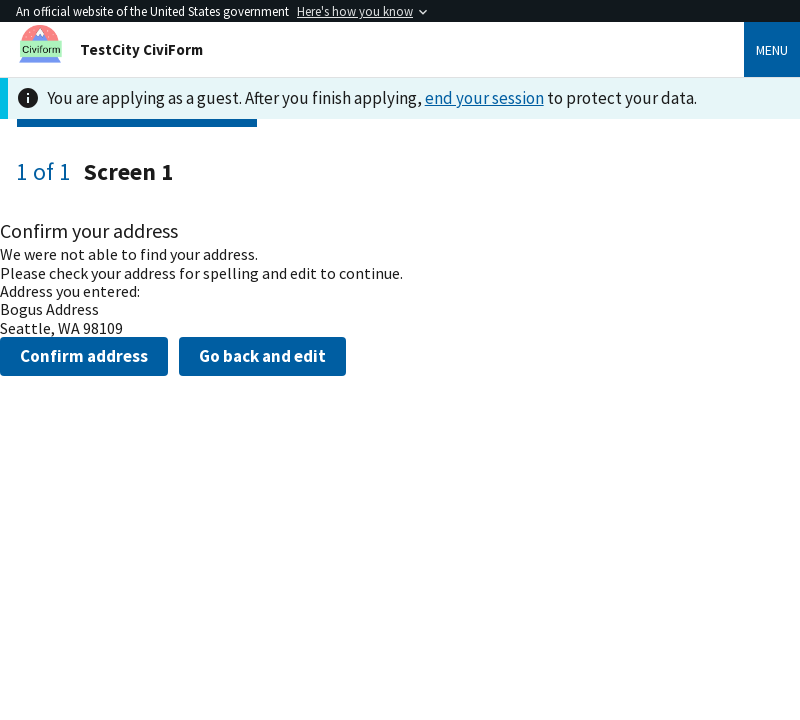 An official website of the United States government Here's how you know
Civiform
TestCity CiviForm
MENU
You are applying as a guest. After you finish applying, end your session to protect your data.
1 of 1 Screen 1
Confirm your address
We were not able to find your address.
Please check your address for spelling and edit to continue.
Address you entered:
Bogus Address
Seattle, WA 98109
Confirm address Go back and edit